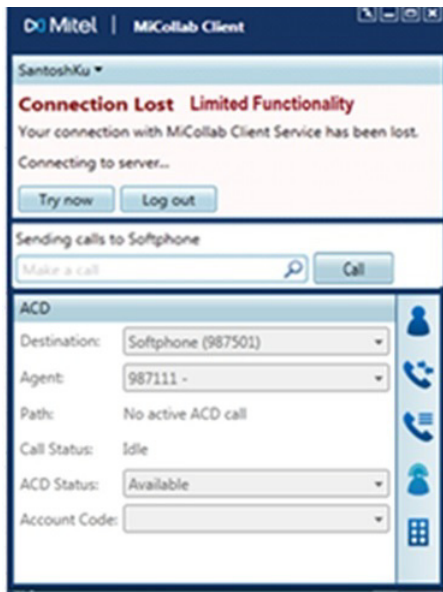 Mitel | MiCollab Client
SantoshKu
Connection Lost Limited Functionality
Your connection with MiCollab Client Service has been lost.
Connecting to server...
Try now Log out
Sending calls to Softphone
Make a call Call
ACD
Destination: Softphone (987501)
Agent: 987111 -
Path: No active ACD call
Call Status: Idle
ACD Status: Available
Account Code: